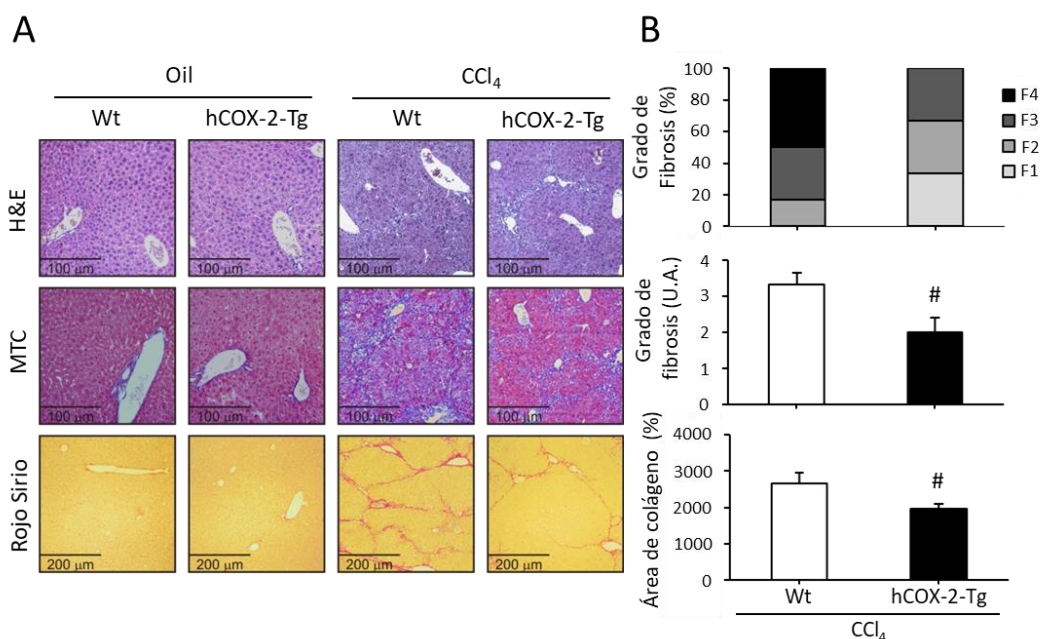 A
Oil
CCl4
Wt
hCOX-2-Tg
Wt
hCOX-2-Tg
H&E
100 µm
100 µm
100 µm
100 µm
MTC
100 µm
100 µm
100 µm
100 µm
Rojo Sirio
200 µm
200 µm
200 µm
200 µm
B
Grado de
Fibrosis (%)
100
80
60
40
20
0
F4
F3
F2
F1
Grado de
fibrosis (U.A.)
4
3
2
1
0
#
Área de colágeno (%)
4000
3000
2000
1000
0
#
Wt
hCOX-2-Tg
CCl4